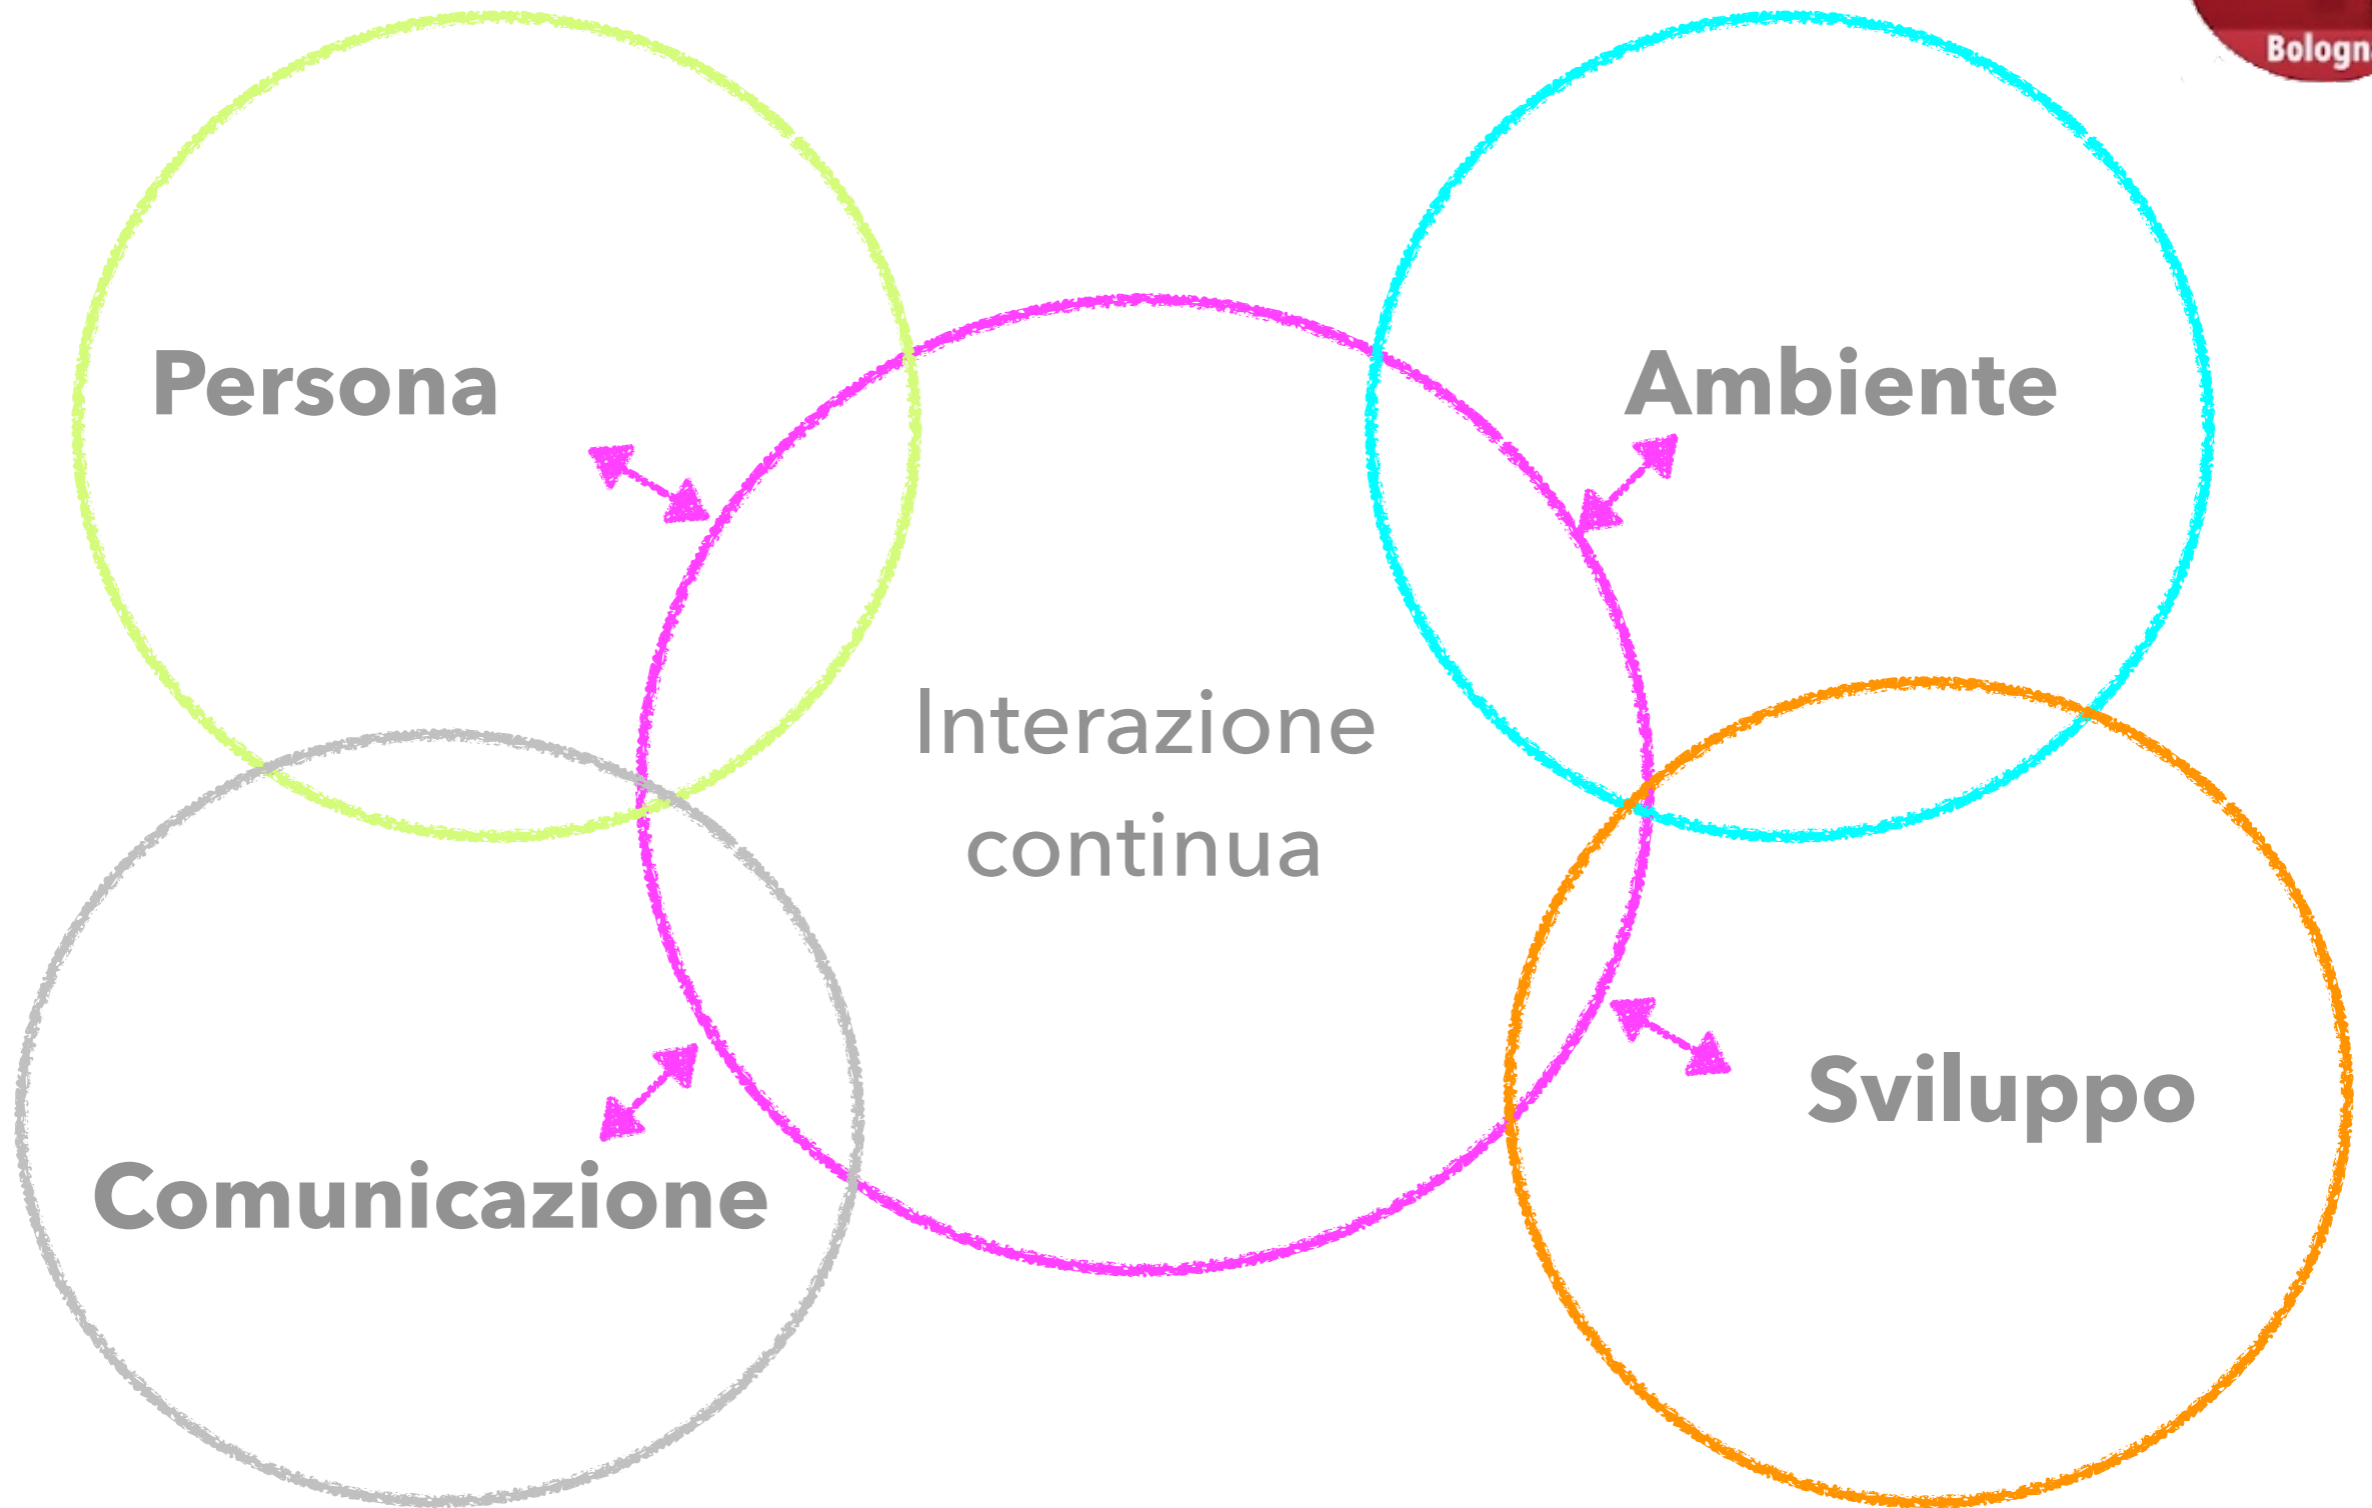 Persona
Ambiente
Interazione
continua
Sviluppo
Comunicazione